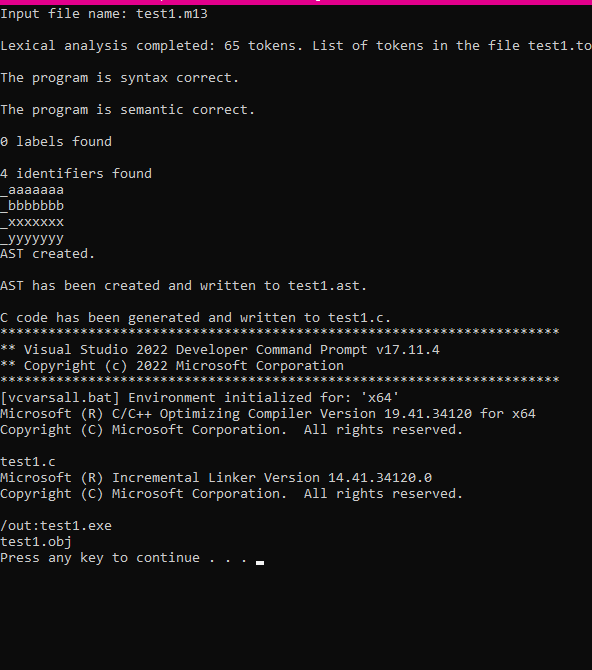 Input file name: test1.m13
Lexical analysis completed: 65 tokens. List of tokens in the file test1.to
The program is syntax correct.
The program is semantic correct.
0 labels found
4 identifiers found
_aaaaaaa
_bbbbbbb
_xxxxxxx
_yyyyyyy
AST created.
AST has been created and written to test1.ast.
C code has been generated and written to test1.c.
**********************************************************************
** Visual Studio 2022 Developer Command Prompt v17.11.4
** Copyright (c) 2022 Microsoft Corporation
**********************************************************************
[vcvarsall.bat] Environment initialized for: 'x64'
Microsoft (R) C/C++ Optimizing Compiler Version 19.41.34120 for x64
Copyright (C) Microsoft Corporation.  All rights reserved.
test1.c
Microsoft (R) Incremental Linker Version 14.41.34120.0
Copyright (C) Microsoft Corporation.  All rights reserved.
/out:test1.exe
test1.obj
Press any key to continue . . .